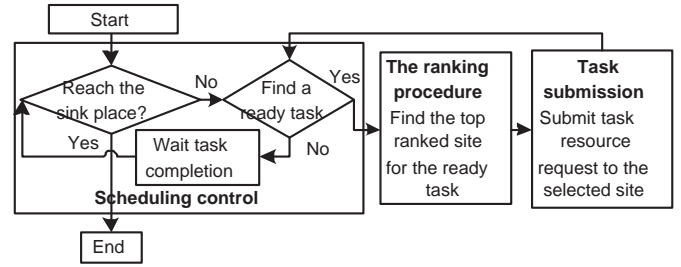 Start
Reach the
sink place?
No
Find a
ready task
Yes
Yes
No
Wait task
completion
Scheduling control
End
The ranking
procedure
Find the top
ranked site
for the ready
task
Task
submission
Submit task
resource
request to the
selected site